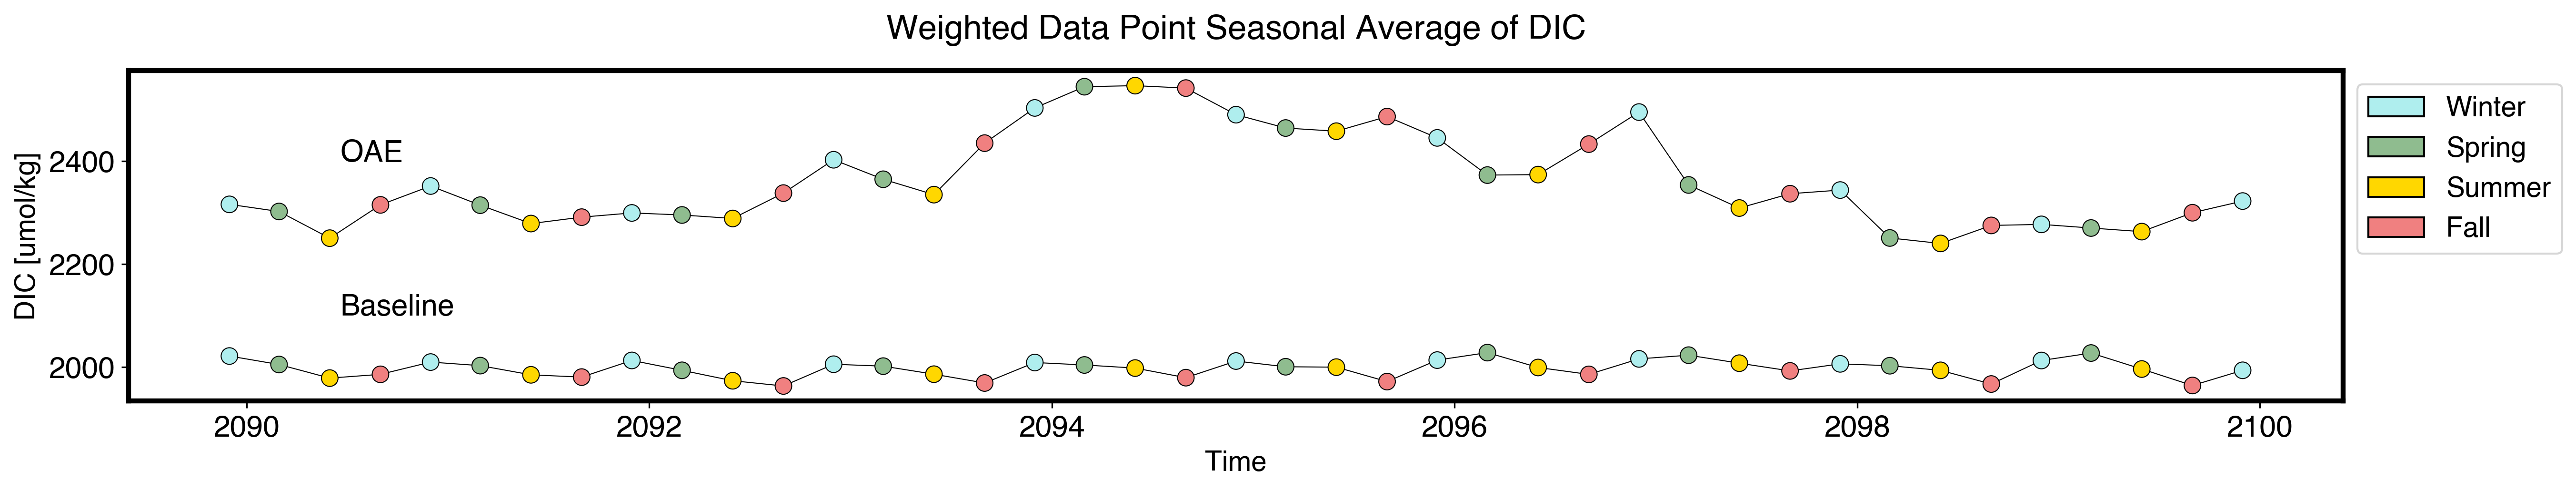 Weighted Data Point Seasonal Average of DIC
DIC [umol/kg]
2400
2200
2000
OAE
Baseline
2090 2092 2094 2096 2098 2100
Time
Winter
Spring
Summer
Fall